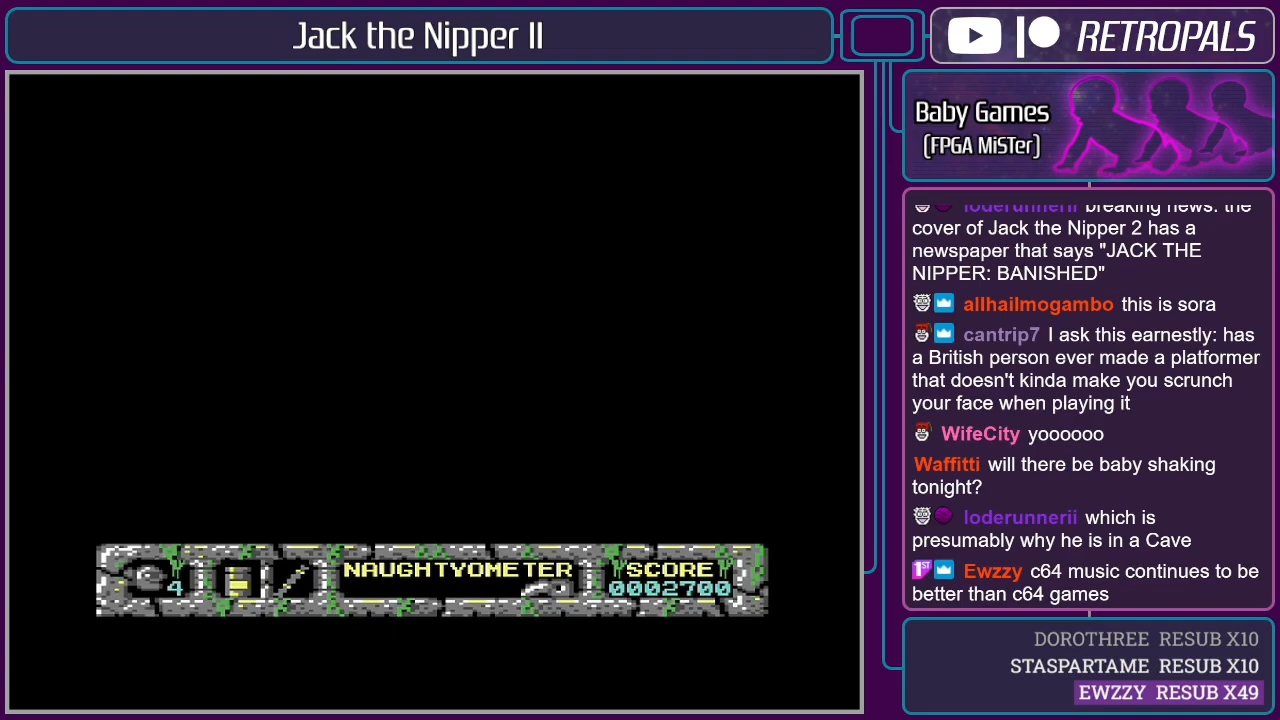 Jack the Nipper II
RETROPALS
Baby Games
(FPGA MiSTer)
loderunnerii breaking news: the
cover of Jack the Nipper 2 has a
newspaper that says "JACK THE
NIPPER: BANISHED"
allhailmogambo this is sora
cantrip7 I ask this earnestly: has
a British person ever made a platformer
that doesn't kinda make you scrunch
your face when playing it
WifeCity yoooooo
Waffitti will there be baby shaking
tonight?
loderunnerii which is
presumably why he is in a Cave
1ST Ewzzy c64 music continues to be
better than c64 games
NAUGHTYOMETER
SCORE
4
0002700
DOROTHREE RESUB X10
STASPARTAME RESUB X10
EWZZY RESUB X49